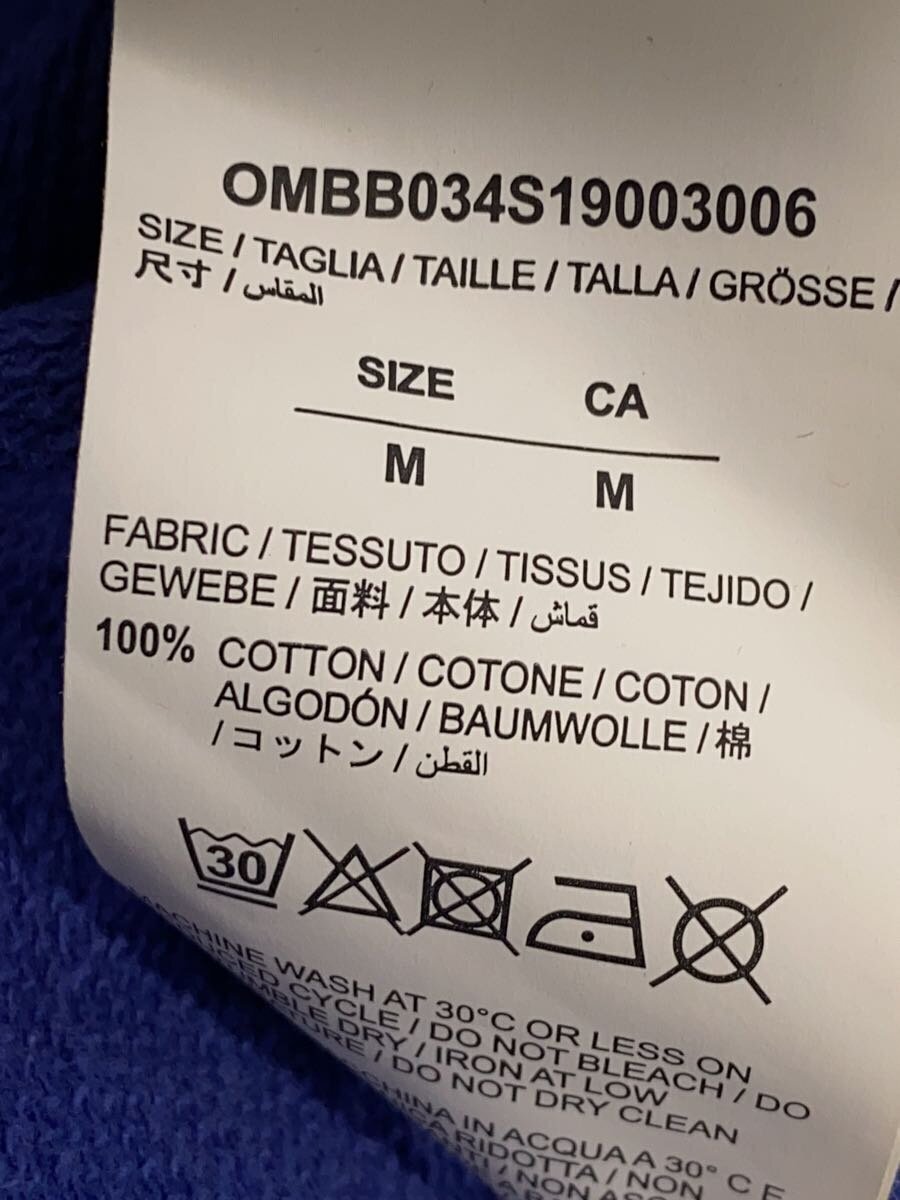 OMBB034S19003006
SIZE / TAGLIA / TAILLE / TALLA / GRÖSSE /
尺寸 / المقاس
SIZE CA
M M
FABRIC / TESSUTO / TISSUS / TEJIDO /
GEWEBE / 面料 / 本体 / قماش
100% COTTON / COTONE / COTON /
ALGODÓN / BAUMWOLLE / 棉
/ コットン / القطن
30
MACHINE WASH AT 30°C OR LESS ON
CYCLE / DO NOT BLEACH / DO
DRY / IRON AT LOW
/ DO NOT DRY CLEAN
IN ACQUA A 30° C E
RIDOTTA / NON
/ NON